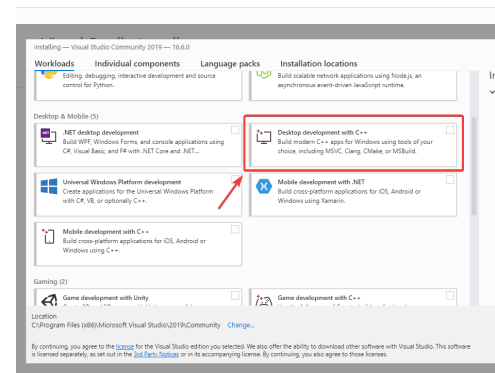 Installing — Visual Studio Community 2019 — 16.6.0
Workloads Individual components Language packs Installation locations
Editing, debugging, interactive development and source
control for Python.
Build scalable network applications using Node.js, an
asynchronous event-driven JavaScript runtime.
Desktop & Mobile (5)
.NET desktop development
Build WPF, Windows Forms, and console applications using
C#, Visual Basic, and F# with .NET Core and .NET...
Desktop development with C++
Build modern C++ apps for Windows using tools of your
choice, including MSVC, Clang, CMake, or MSBuild.
Universal Windows Platform development
Create applications for the Universal Windows Platform
with C#, VB, or optionally C++.
Mobile development with .NET
Build cross-platform applications for iOS, Android or
Windows using Xamarin.
Mobile development with C++
Build cross-platform applications for iOS, Android or
Windows using C++.
Gaming (2)
Game development with Unity
Game development with C++
Location
C:\Program Files (x86)\Microsoft Visual Studio\2019\Community Change...
By continuing, you agree to the license for the Visual Studio edition you selected. We also offer the ability to download other software with Visual Studio. This software
is licensed separately, as set out in the 3rd Party Notices or in its accompanying license. By continuing, you also agree to those licenses.